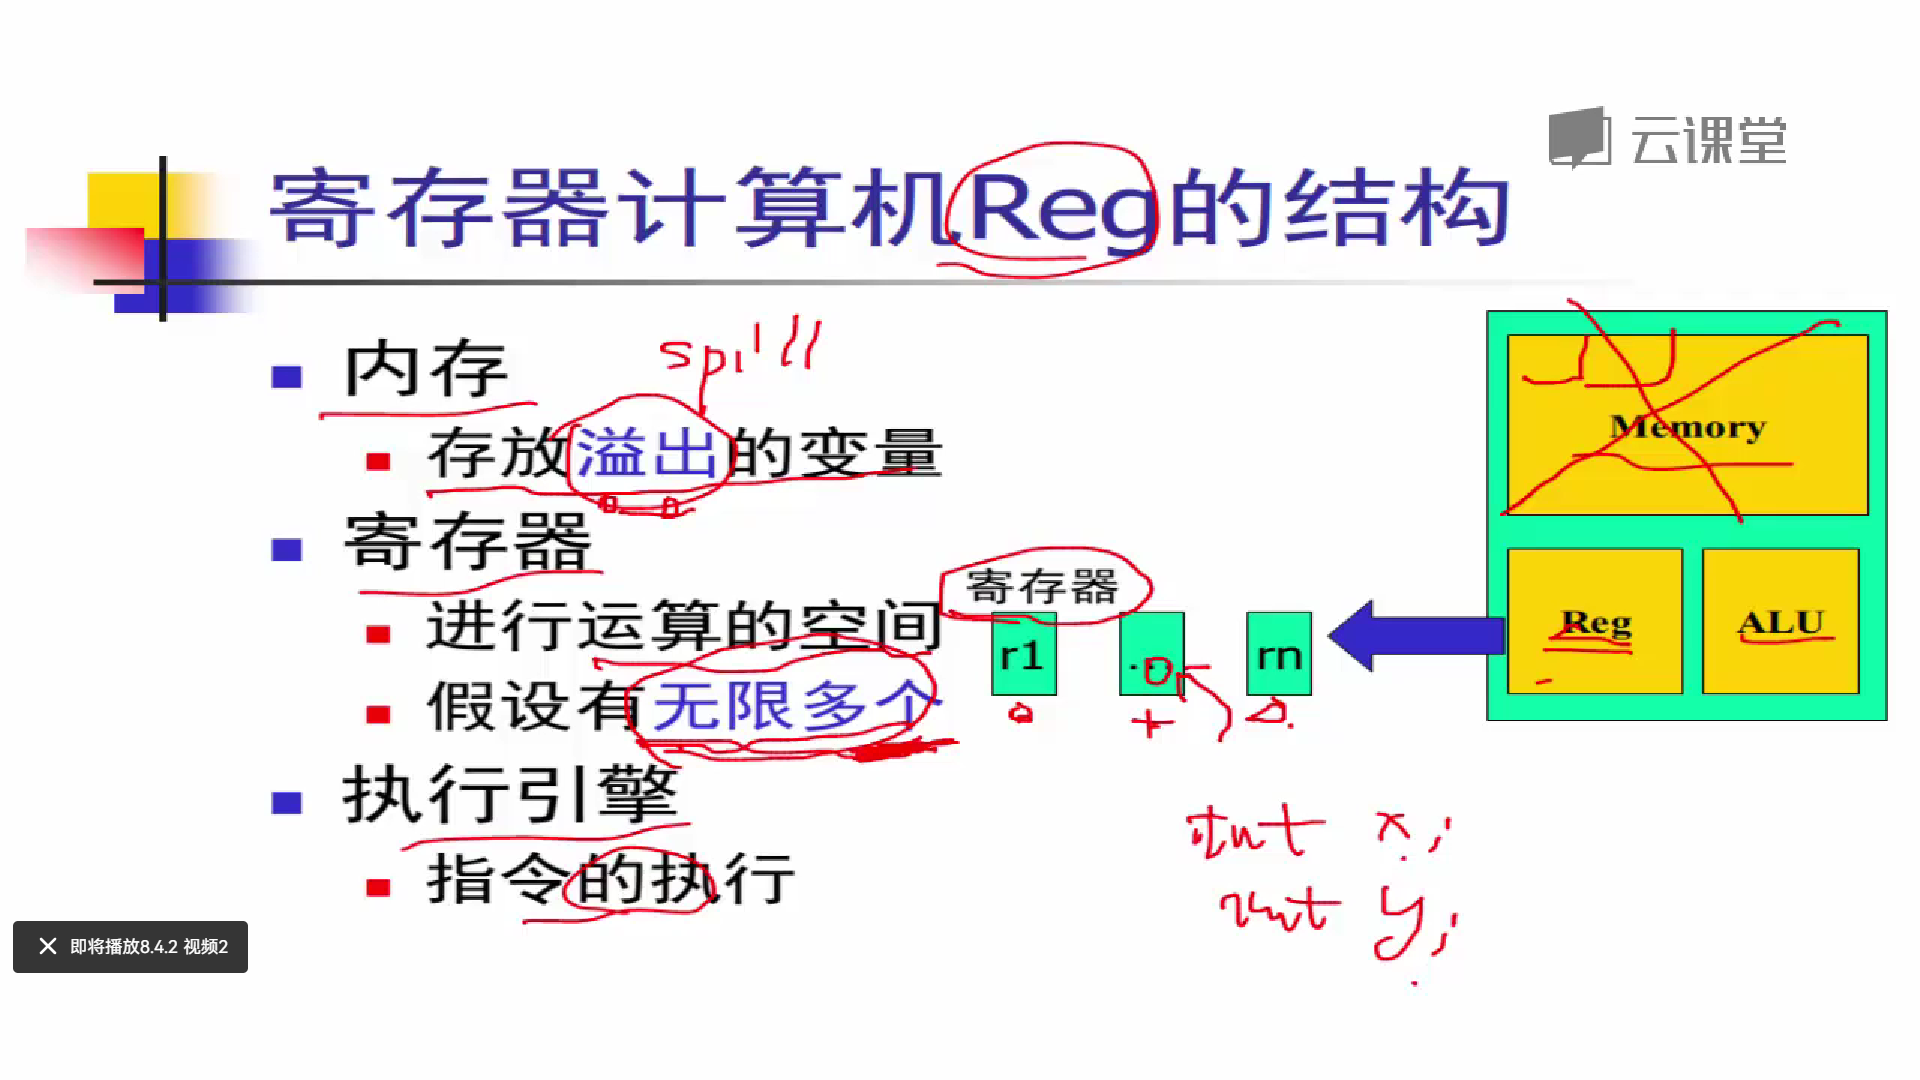 云课堂
寄存器计算机Reg的结构
内存
spill
存放溢出的变量
寄存器
进行运算的空间
假设有无限多个
执行引擎
指令的执行
寄存器
r1
rn
Memory
Reg
ALU
int x;
int y;
即将播放8.4.2 视频2